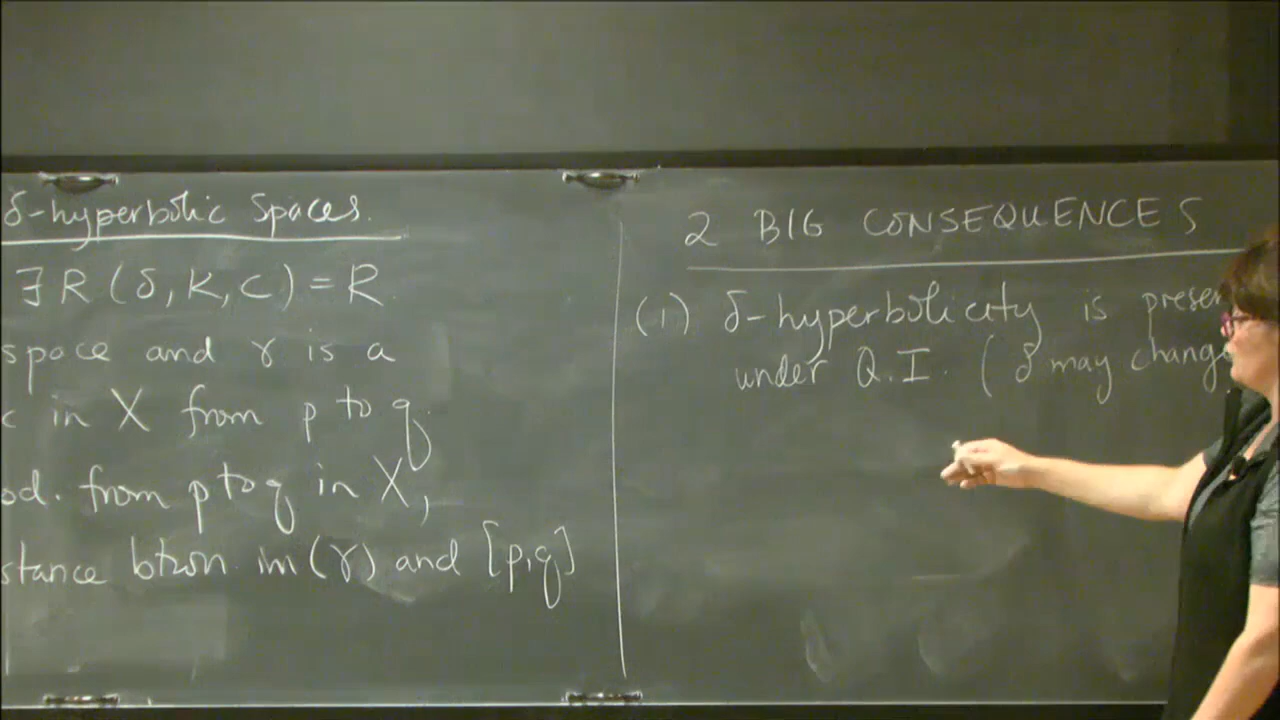 δ-hyperbolic Spaces.
∃ R (δ, K, C) = R
space and γ is a
c in X from p to q
od. from p to q in X,
stance btwn. im(γ) and [p,q]
2 BIG CONSEQUENCES
(1) δ-hyperbolicity is preser
under Q.I. (δ may change